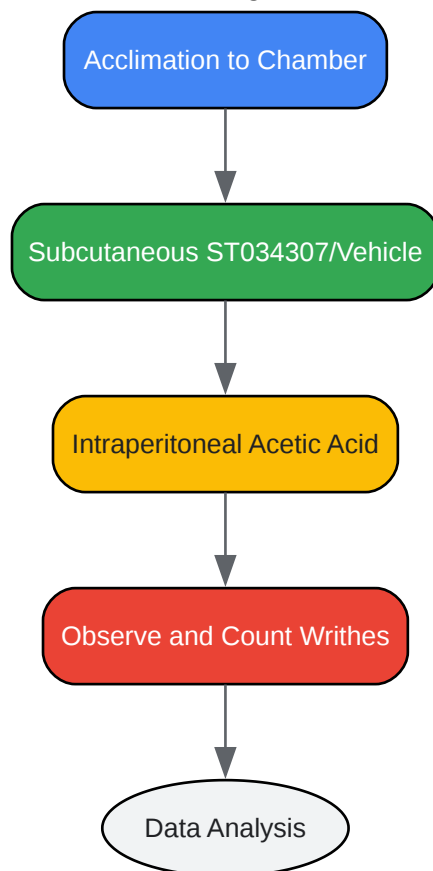 Acclimation to Chamber
Subcutaneous ST034307/Vehicle
Intraperitoneal Acetic Acid
Observe and Count Writhes
Data Analysis